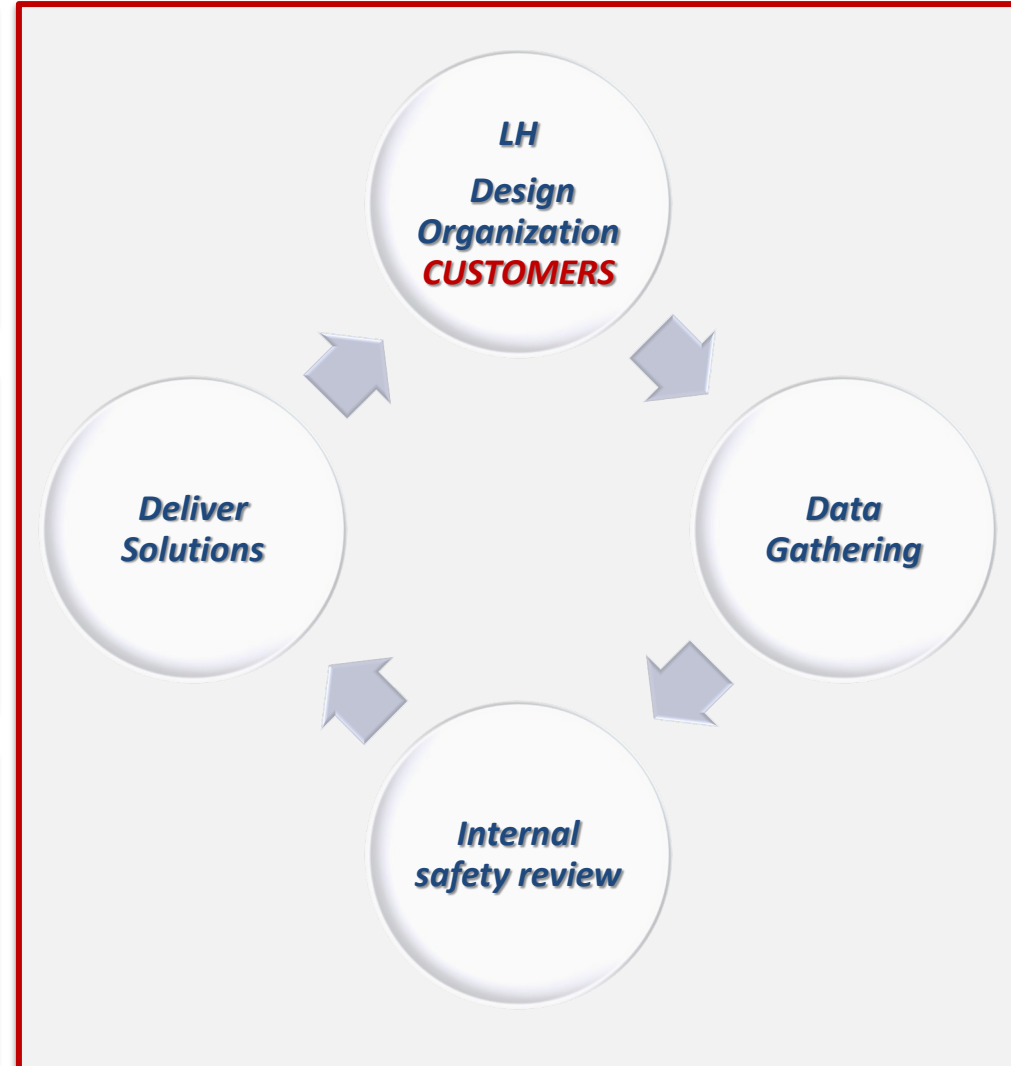 LH
Design
Organization
CUSTOMERS
Data
Gathering
Internal
safety review
Deliver
Solutions